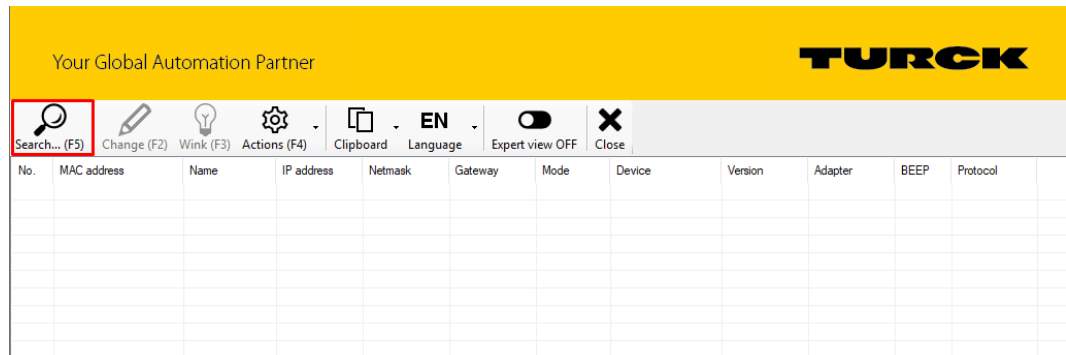 Your Global Automation Partner
TURCK
Search... (F5) Change (F2) Wink (F3) Actions (F4) Clipboard EN Language Expert view OFF Close
No. MAC address Name IP address Netmask Gateway Mode Device Version Adapter BEEP Protocol